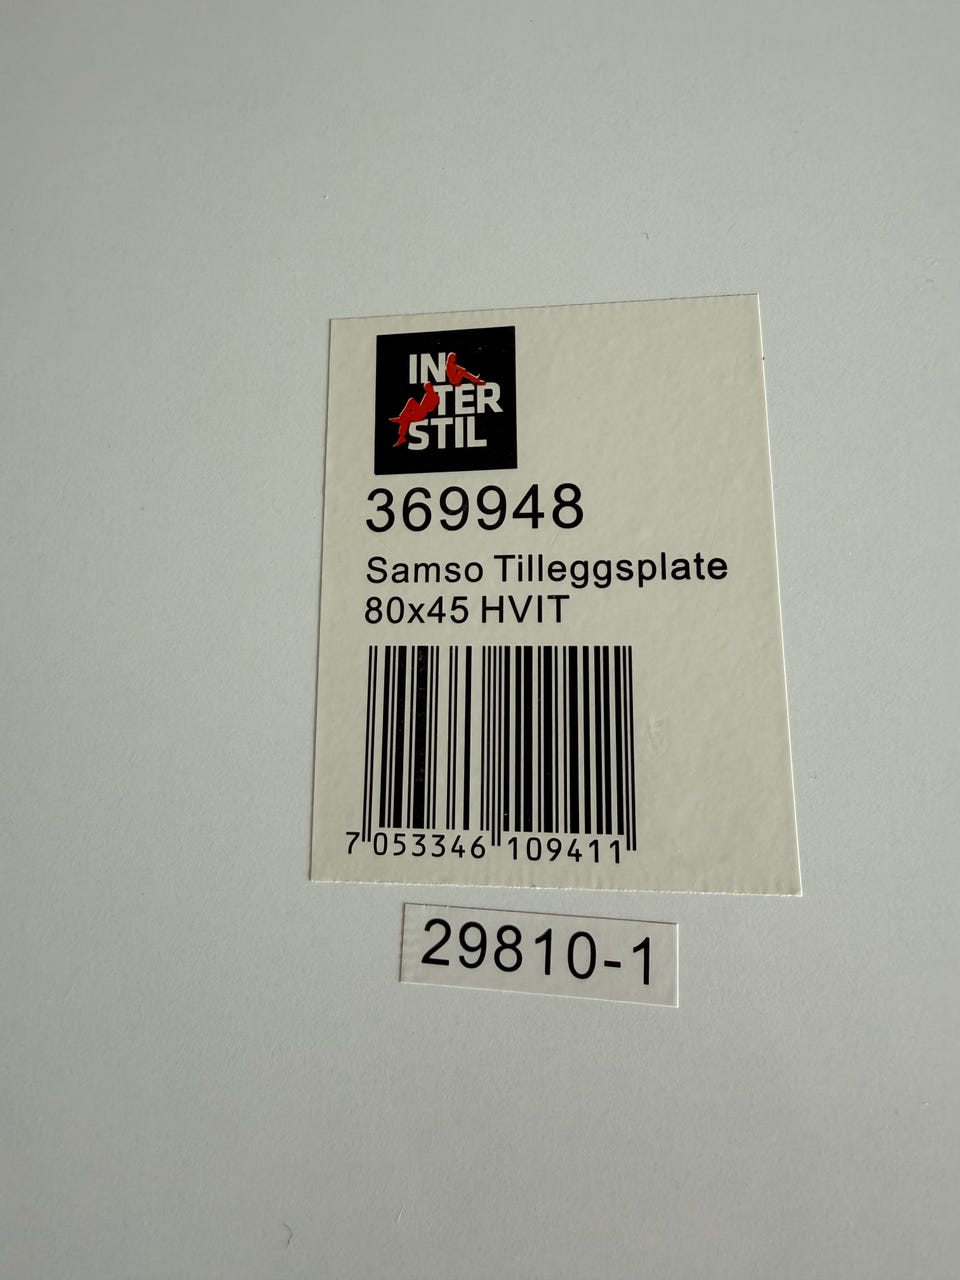 IN
TER
STIL
369948
Samso Tilleggsplate
80x45 HVIT
7 053346 109411
29810-1